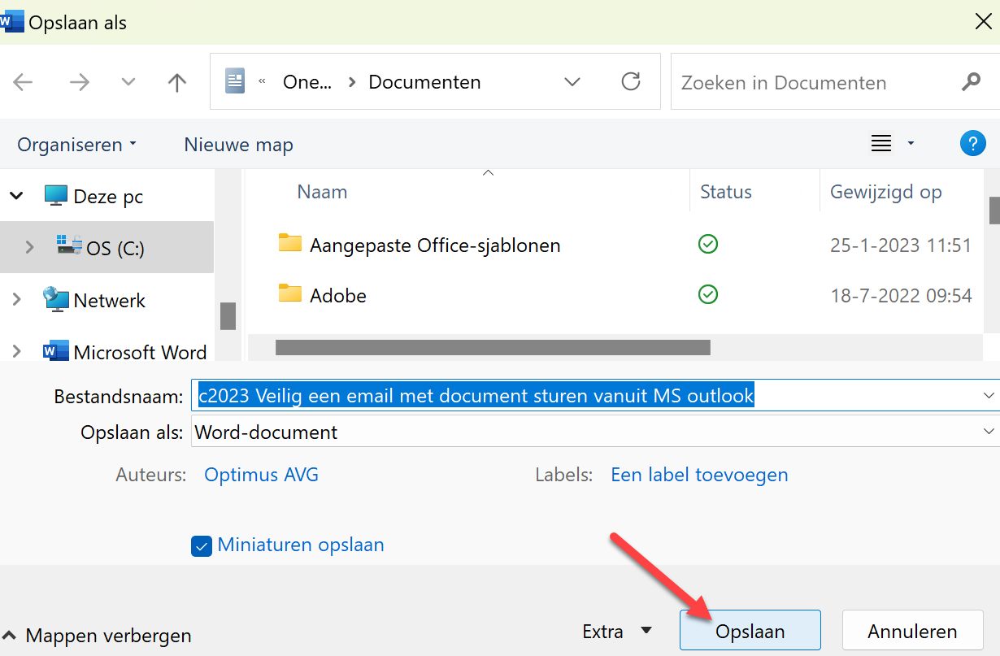 Opslaan als
« One... > Documenten
Zoeken in Documenten
Organiseren
Nieuwe map
?
Naam
Status
Gewijzigd op
Deze pc
OS (C:)
Netwerk
Microsoft Word
Aangepaste Office-sjablonen
25-1-2023 11:51
Adobe
18-7-2022 09:54
Bestandsnaam: c2023 Veilig een email met document sturen vanuit MS outlook
Opslaan als: Word-document
Auteurs: Optimus AVG
Labels: Een label toevoegen
Miniaturen opslaan
Mappen verbergen
Extra
Opslaan
Annuleren